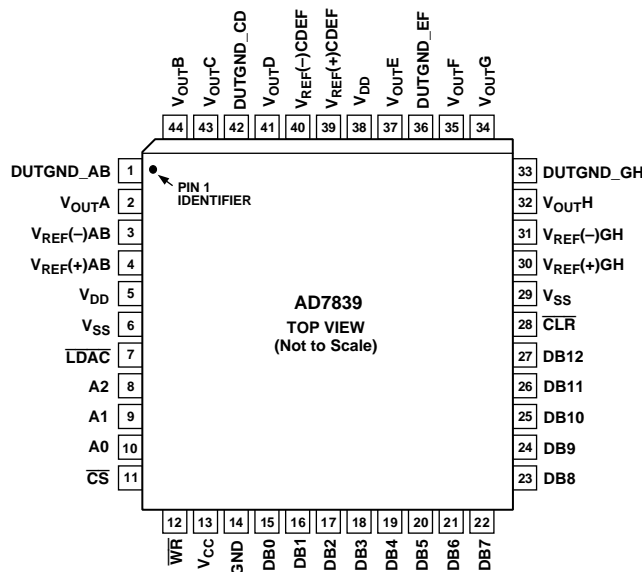 VOUTB
VOUTC
DUTGND_CD
VOUTD
VREF(–)CDEF
VREF(+)CDEF
VDD
VOUTE
DUTGND_EF
VOUTF
VOUTG
44 43 42 41 40 39 38 37 36 35 34
DUTGND_AB 1
VOUTA 2
VREF(–)AB 3
VREF(+)AB 4
VDD 5
VSS 6
LDAC 7
A2 8
A1 9
A0 10
CS 11
PIN 1
IDENTIFIER
AD7839
TOP VIEW
(Not to Scale)
33 DUTGND_GH
32 VOUTH
31 VREF(–)GH
30 VREF(+)GH
29 VSS
28 CLR
27 DB12
26 DB11
25 DB10
24 DB9
23 DB8
12 13 14 15 16 17 18 19 20 21 22
WR
VCC
GND
DB0
DB1
DB2
DB3
DB4
DB5
DB6
DB7